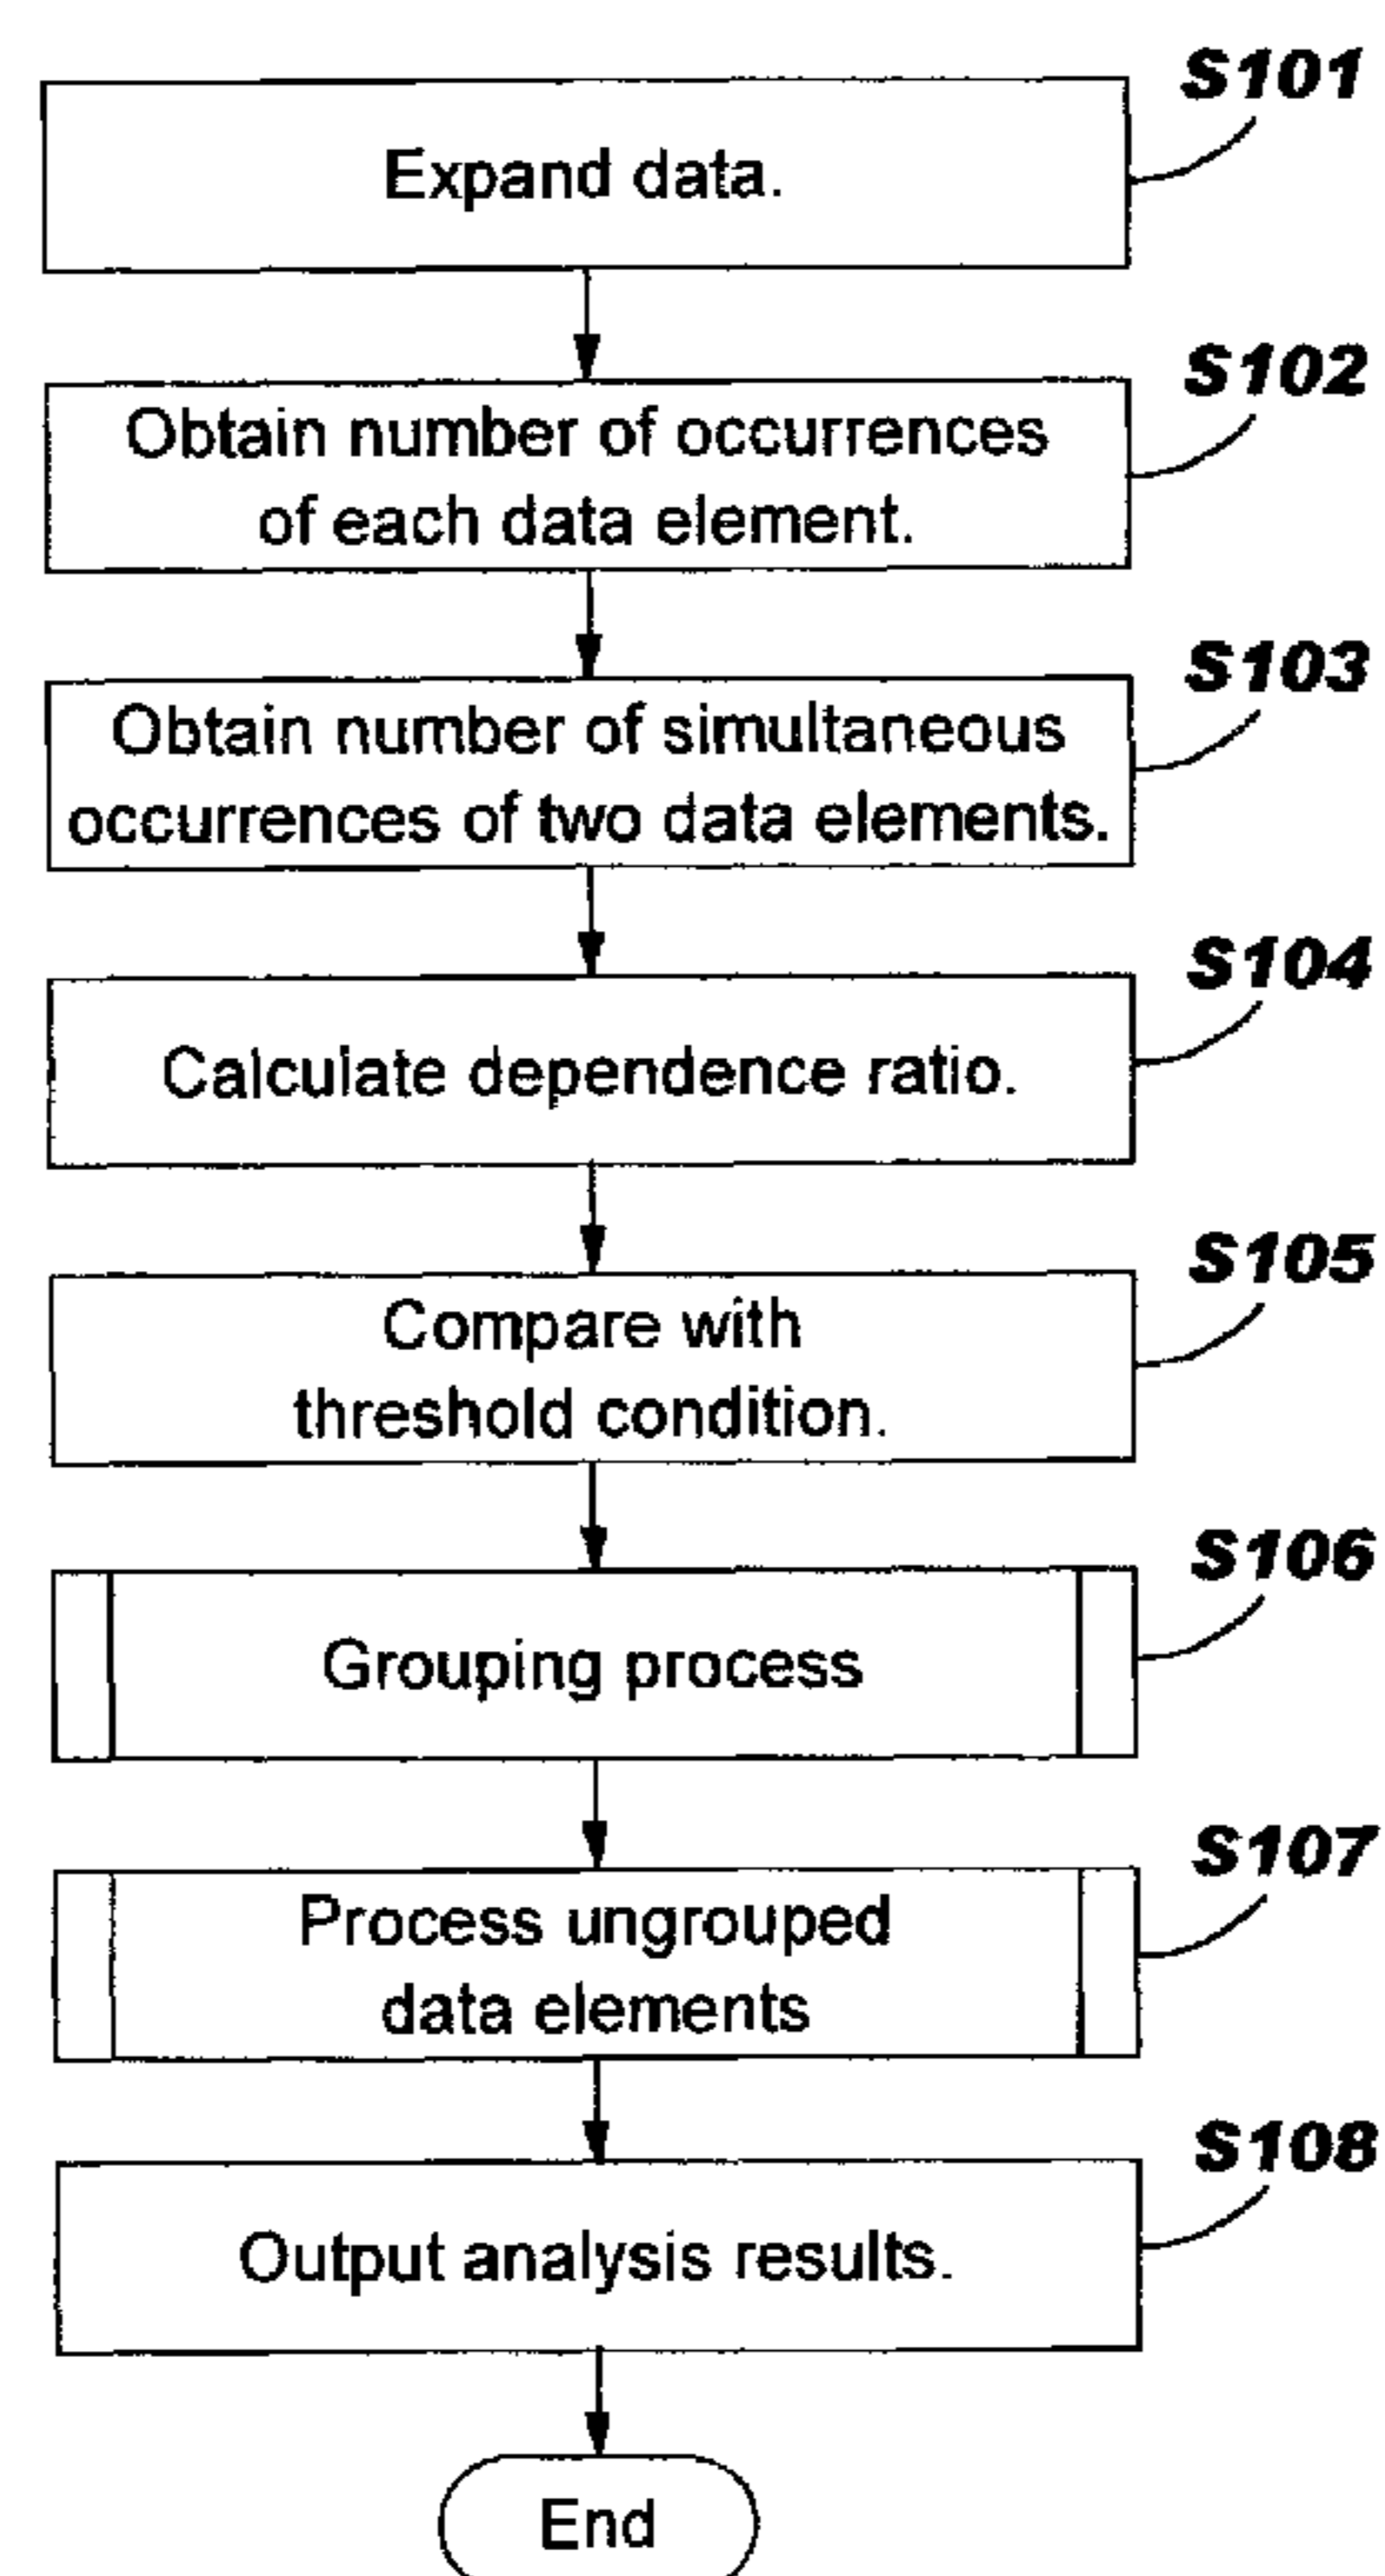 S101
Expand data.
S102
Obtain number of occurrences
of each data element.
S103
Obtain number of simultaneous
occurrences of two data elements.
S104
Calculate dependence ratio.
S105
Compare with
threshold condition.
S106
Grouping process
S107
Process ungrouped
data elements
S108
Output analysis results.
End